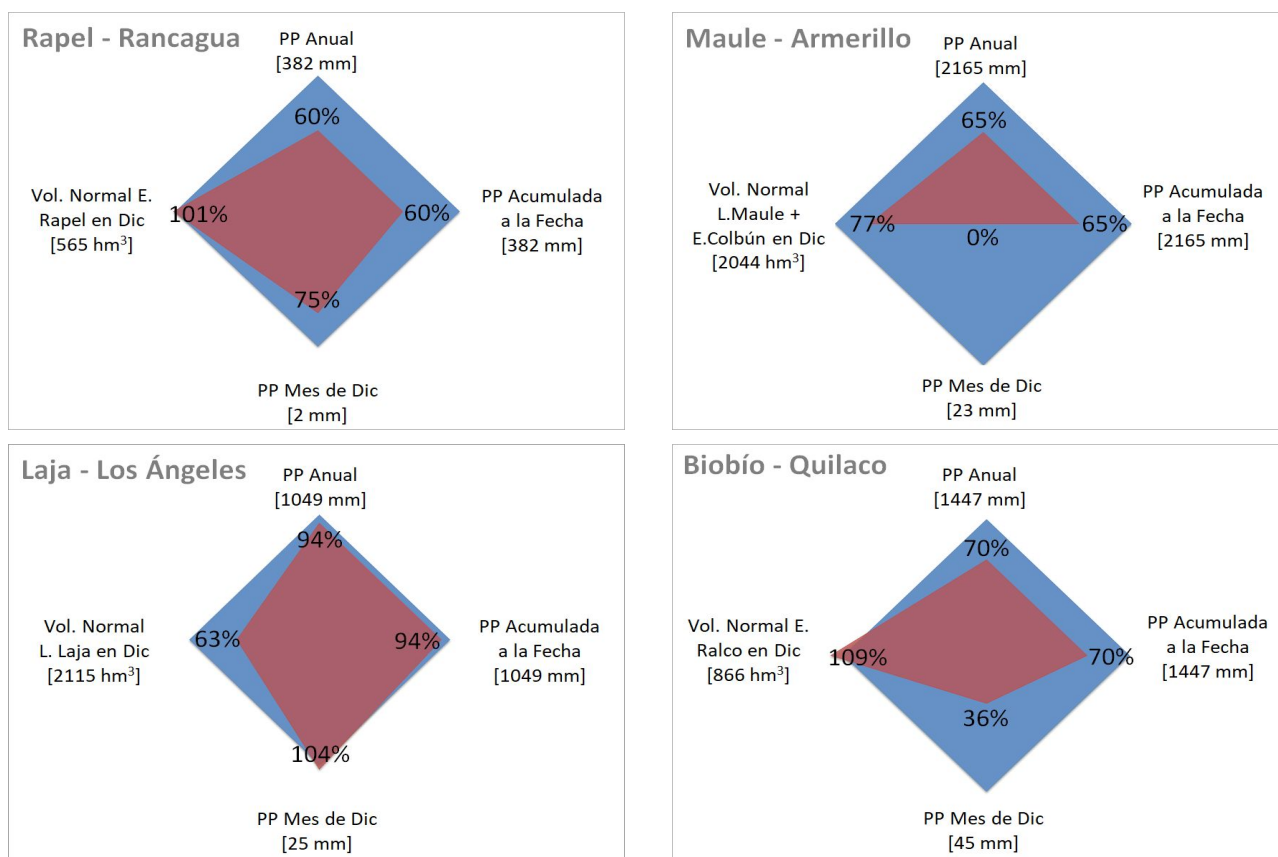 Rapel - Rancagua
PP Anual
[382 mm]
60%
Vol. Normal E.
Rapel en Dic
[565 hm³]
101%
60%
PP Acumulada
a la Fecha
[382 mm]
75%
PP Mes de Dic
[2 mm]
Maule - Armerillo
PP Anual
[2165 mm]
65%
Vol. Normal
L.Maule +
E.Colbún en Dic
[2044 hm³]
77%
0%
65%
PP Acumulada
a la Fecha
[2165 mm]
PP Mes de Dic
[23 mm]
Laja - Los Ángeles
PP Anual
[1049 mm]
94%
Vol. Normal
L. Laja en Dic
[2115 hm³]
63%
94%
PP Acumulada
a la Fecha
[1049 mm]
104%
PP Mes de Dic
[25 mm]
Biobío - Quilaco
PP Anual
[1447 mm]
70%
Vol. Normal E.
Ralco en Dic
[866 hm³]
109%
70%
PP Acumulada
a la Fecha
[1447 mm]
36%
PP Mes de Dic
[45 mm]